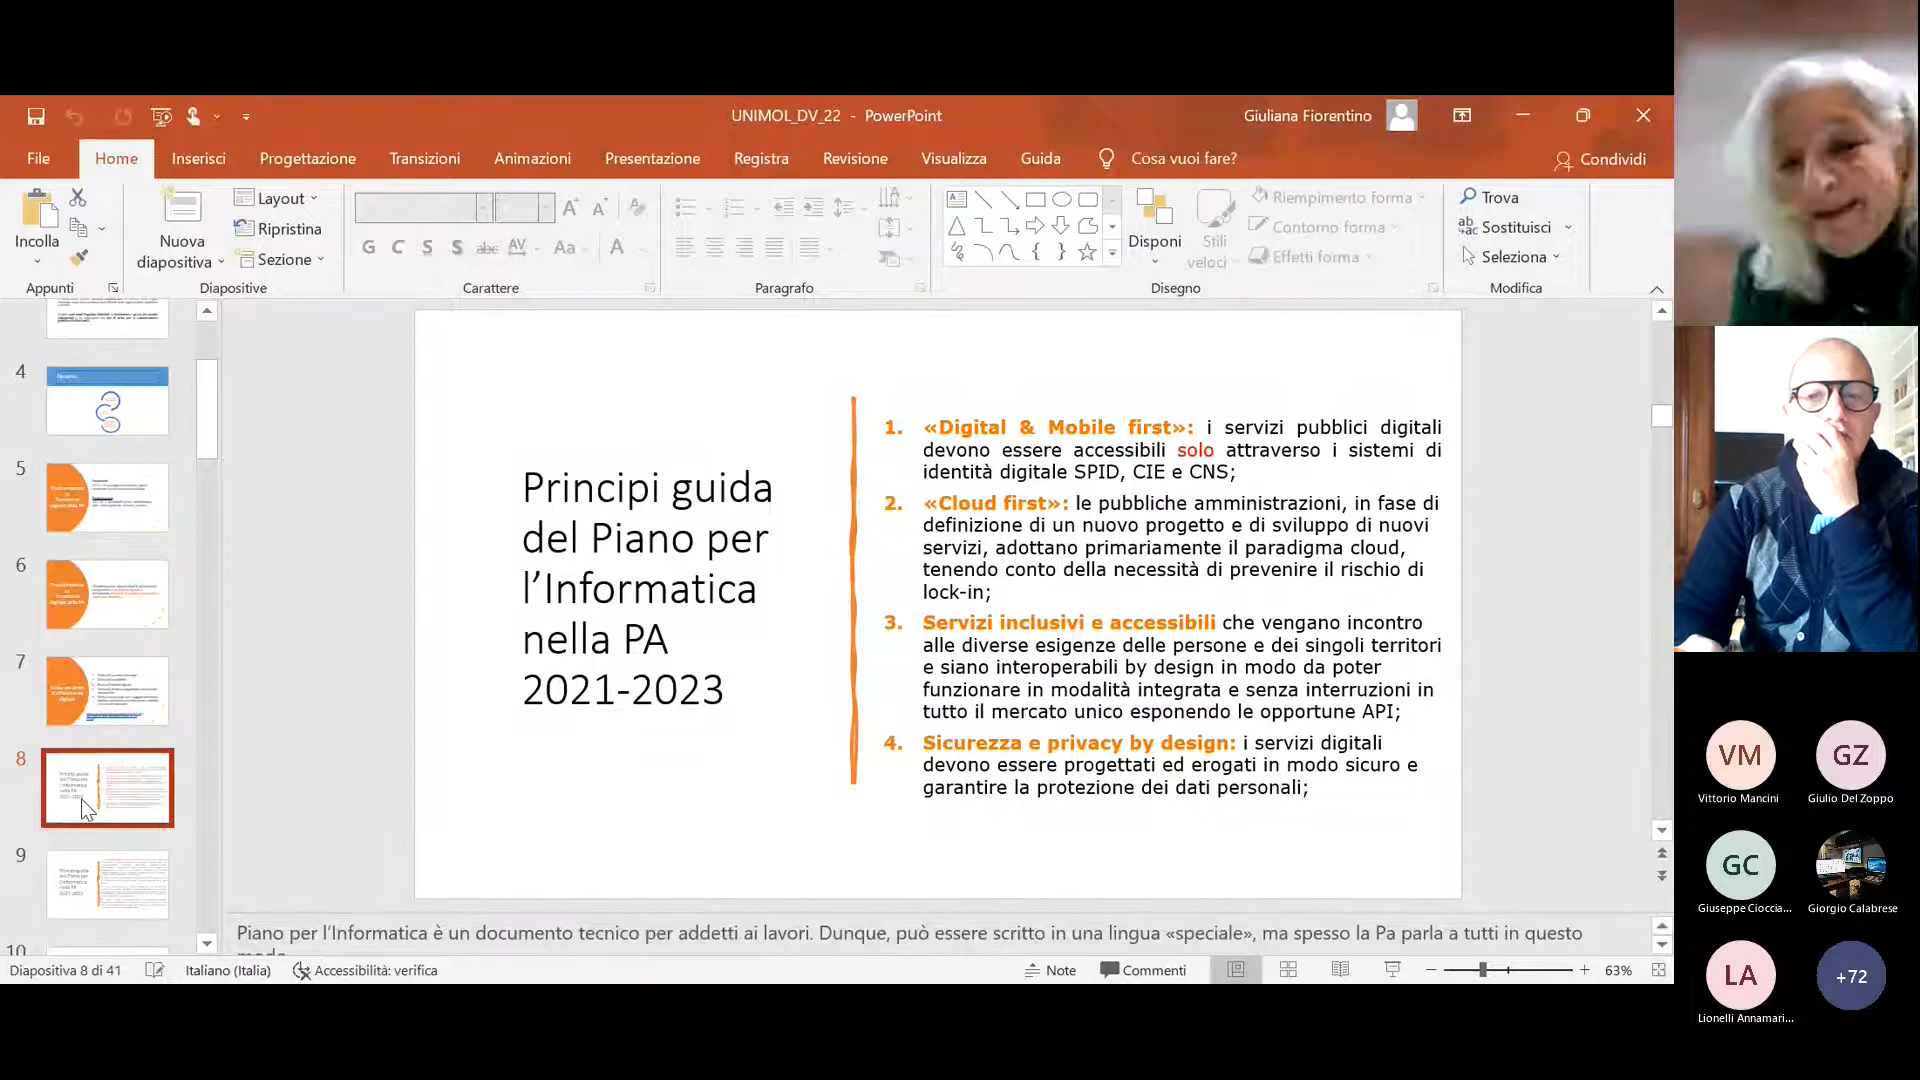 UNIMOL_DV_22 - PowerPoint
Giuliana Fiorentino
File Home Inserisci Progettazione Transizioni Animazioni Presentazione Registra Revisione Visualizza Guida Cosa vuoi fare? Condividi
Incolla
Appunti
Nuova diapositiva
Layout
Ripristina
Sezione
Diapositive
G C S S abc AV Aa A
Carattere
Paragrafo
Disponi
Stili veloci
Riempimento forma
Contorno forma
Effetti forma
Disegno
Trova
Sostituisci
Seleziona
Modifica
4
5
6
7
8
9
10
Principi guida
del Piano per
l’Informatica
nella PA
2021-2023
1. «Digital & Mobile first»: i servizi pubblici digitali
devono essere accessibili solo attraverso i sistemi di
identità digitale SPID, CIE e CNS;
2. «Cloud first»: le pubbliche amministrazioni, in fase di
definizione di un nuovo progetto e di sviluppo di nuovi
servizi, adottano primariamente il paradigma cloud,
tenendo conto della necessità di prevenire il rischio di
lock-in;
3. Servizi inclusivi e accessibili che vengano incontro
alle diverse esigenze delle persone e dei singoli territori
e siano interoperabili by design in modo da poter
funzionare in modalità integrata e senza interruzioni in
tutto il mercato unico esponendo le opportune API;
4. Sicurezza e privacy by design: i servizi digitali
devono essere progettati ed erogati in modo sicuro e
garantire la protezione dei dati personali;
Piano per l’Informatica è un documento tecnico per addetti ai lavori. Dunque, può essere scritto in una lingua «speciale», ma spesso la Pa parla a tutti in questo
Diapositiva 8 di 41 Italiano (Italia) Accessibilità: verifica Note Commenti 63%
VM
Vittorio Mancini
GZ
Giulio Del Zoppo
GC
Giuseppe Cioccia...
Giorgio Calabrese
LA
Lionelli Annamari...
+72